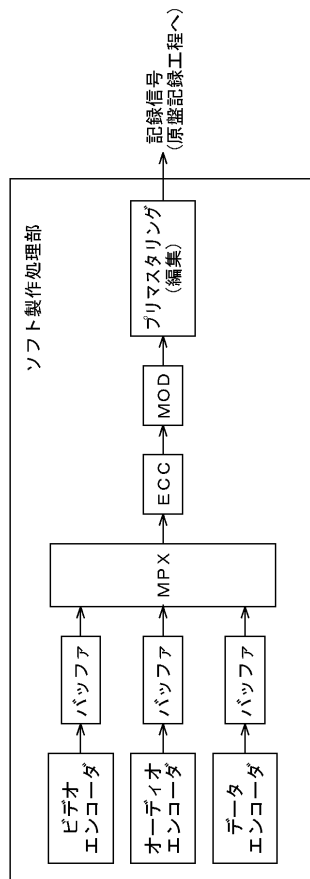 ソフト製作処理部
ビデオ
エンコーダ
バッファ
オーディオ
エンコーダ
バッファ
データ
エンコーダ
バッファ
MPX
ECC
MOD
プリマスタリング
(編集)
記録信号
(原盤記録工程へ)